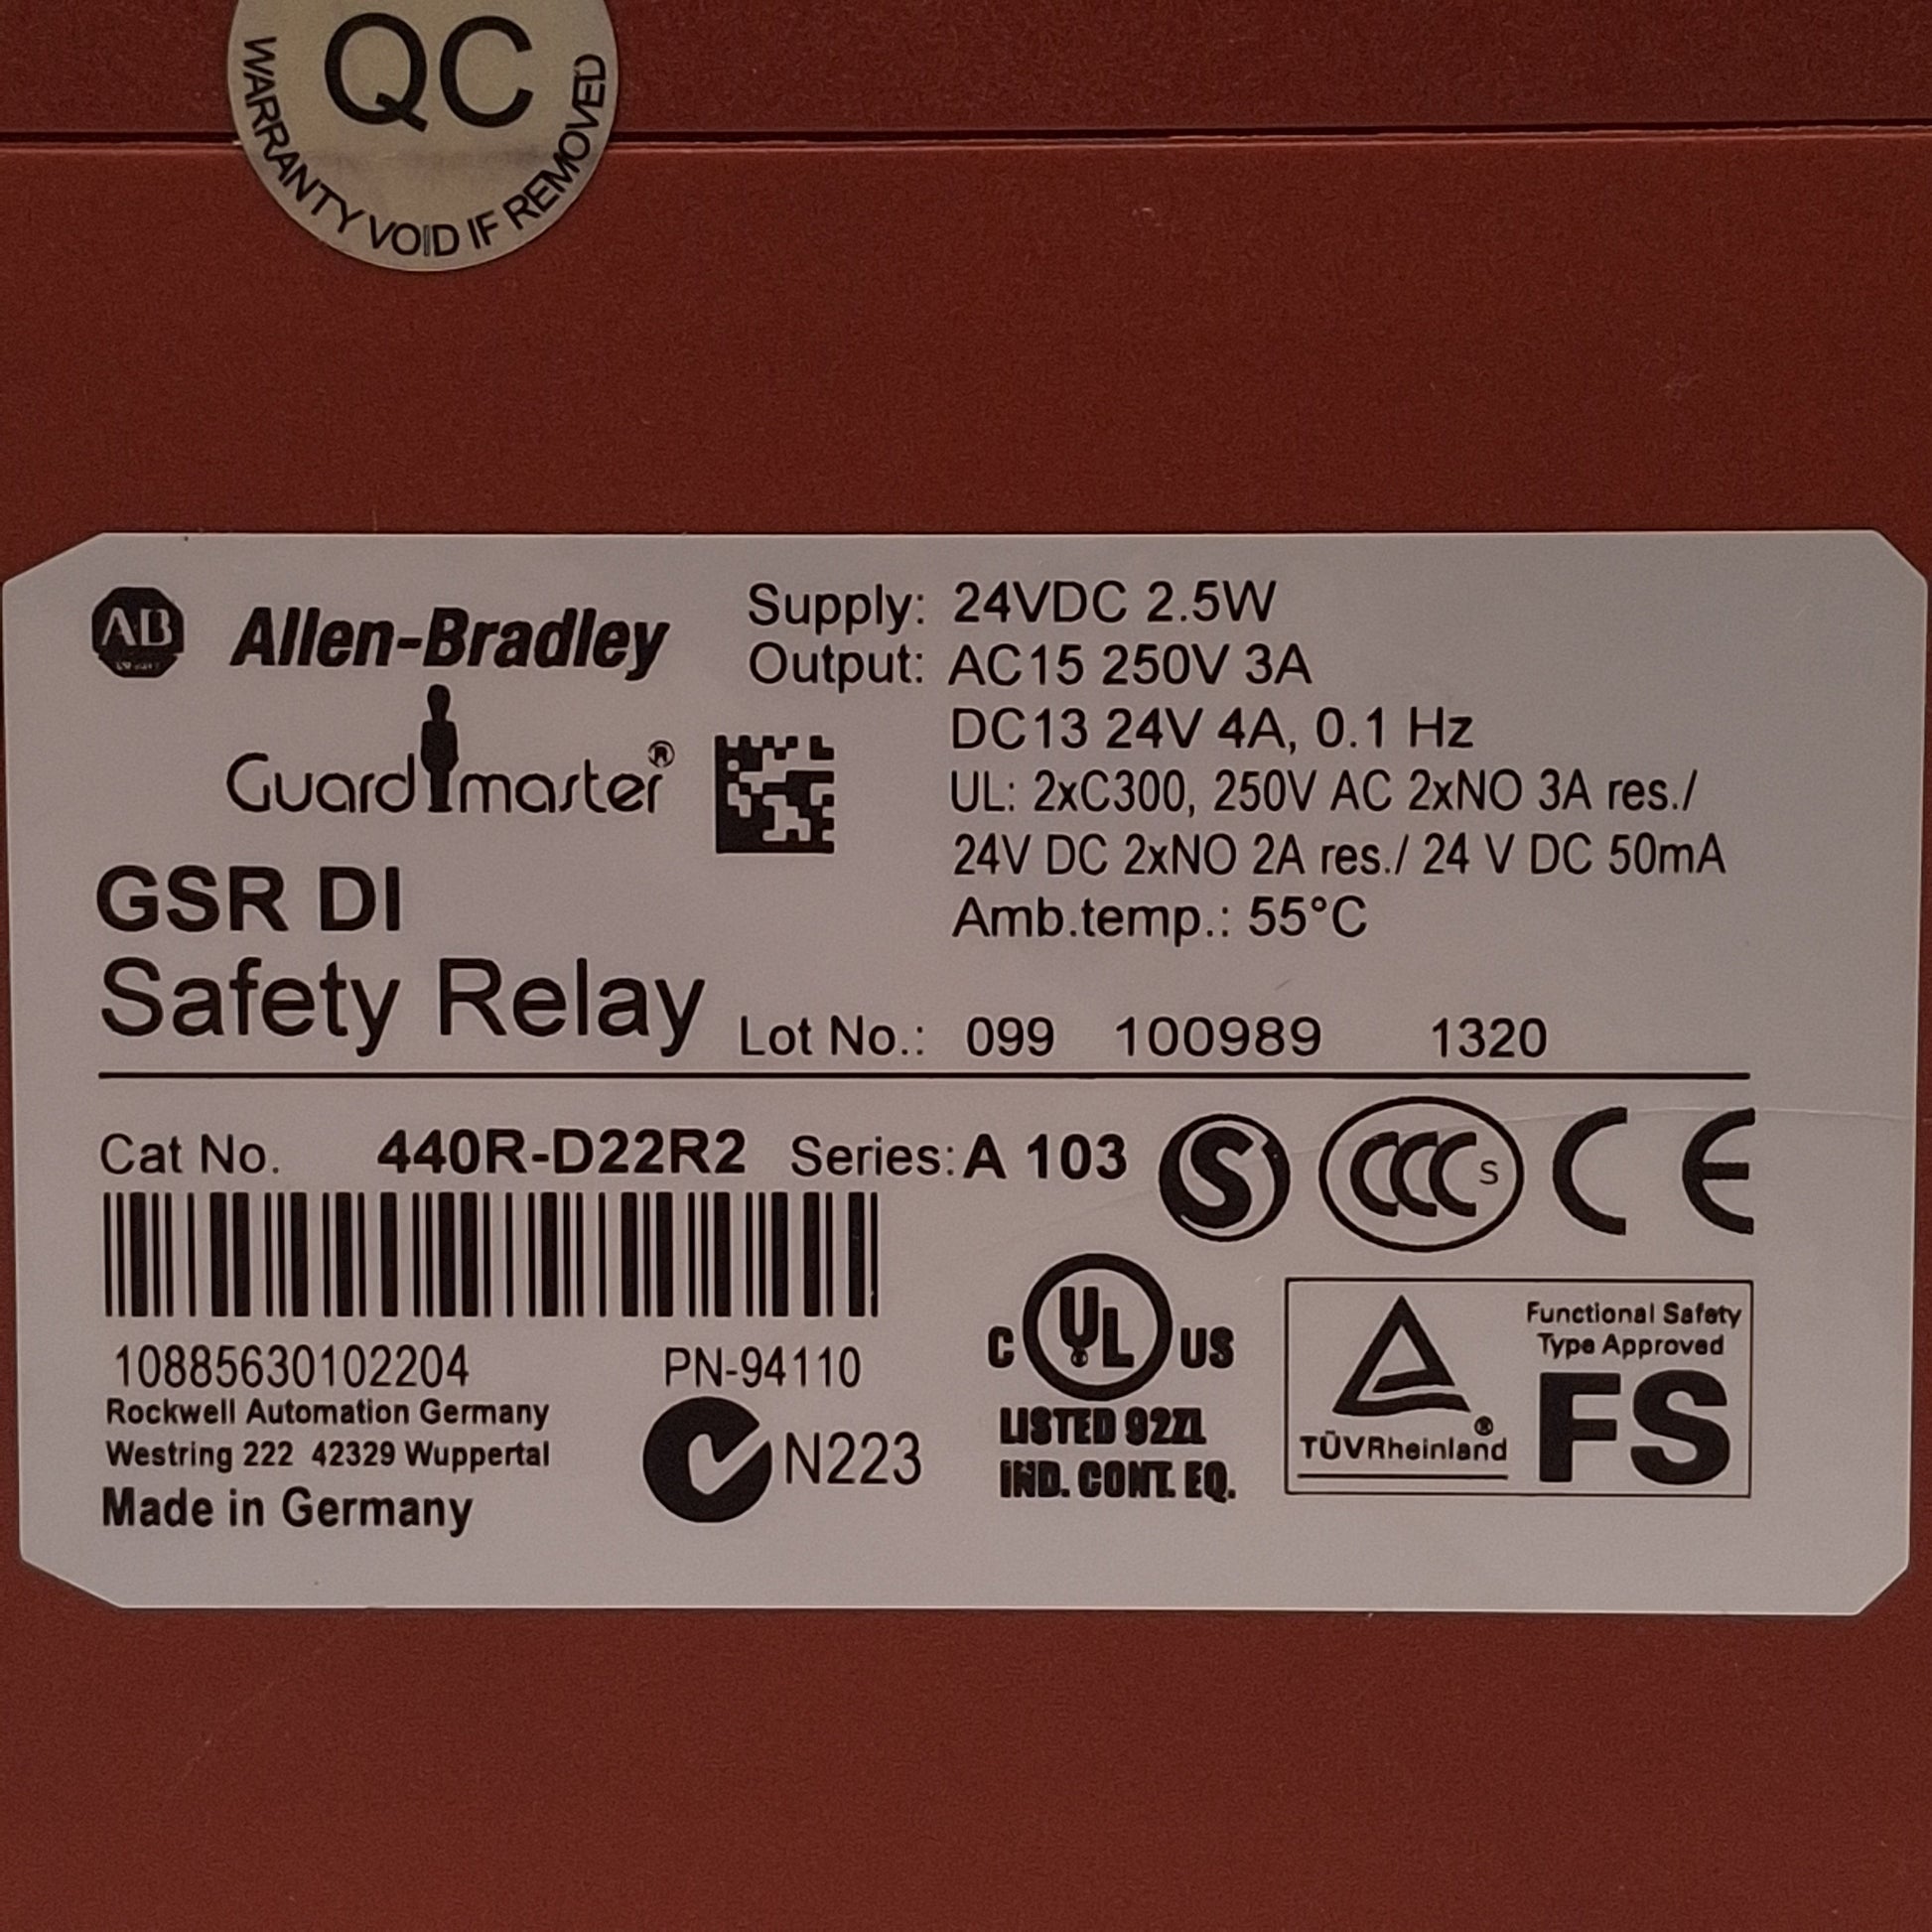 QC
WARRANTY VOID IF REMOVED
AB
Allen-Bradley
Guardmaster®
GSR DI
Safety Relay
Supply: 24VDC 2.5W
Output: AC15 250V 3A
DC13 24V 4A, 0.1 Hz
UL: 2xC300, 250V AC 2xNO 3A res./
24V DC 2xNO 2A res./ 24 V DC 50mA
Amb.temp.: 55°C
Lot No.: 099 100989 1320
Cat No. 440R-D22R2 Series: A 103
S CCC S CE
10885630102204 PN-94110
Rockwell Automation Germany
Westring 222 42329 Wuppertal
Made in Germany
N223
C UL US
LISTED 92ZL
IND. CONT. EQ.
TÜVRheinland®
Functional Safety
Type Approved
FS